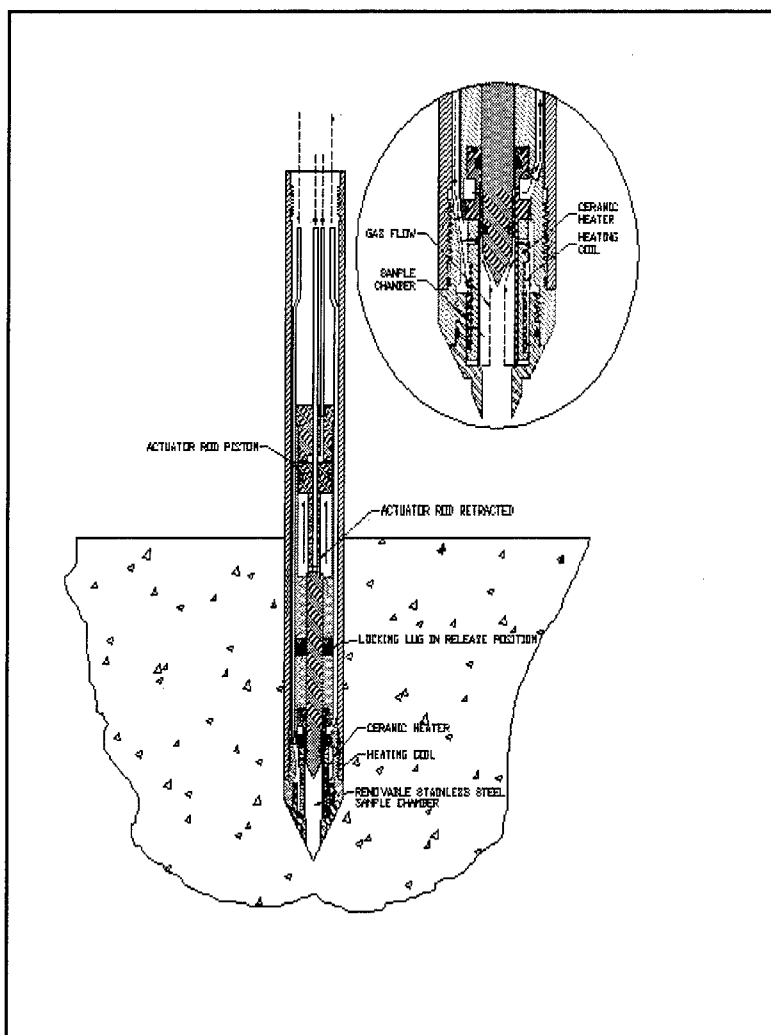 CERAMIC
HEATER
HEATING
COIL
GAS FLOW
SAMPLE
CHAMBER
ACTUATOR ROD PISTON
ACTUATOR ROD RETRACTED
LOCKING LUG IN RELEASE POSITION
CERAMIC HEATER
HEATING COIL
REMOVABLE STAINLESS STEEL
SAMPLE CHAMBER